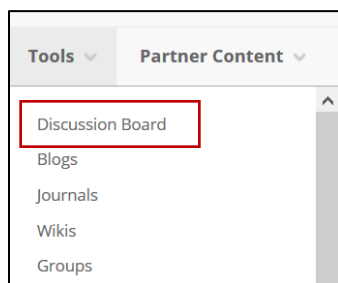 Tools Partner Content
Discussion Board
Blogs
Journals
Wikis
Groups